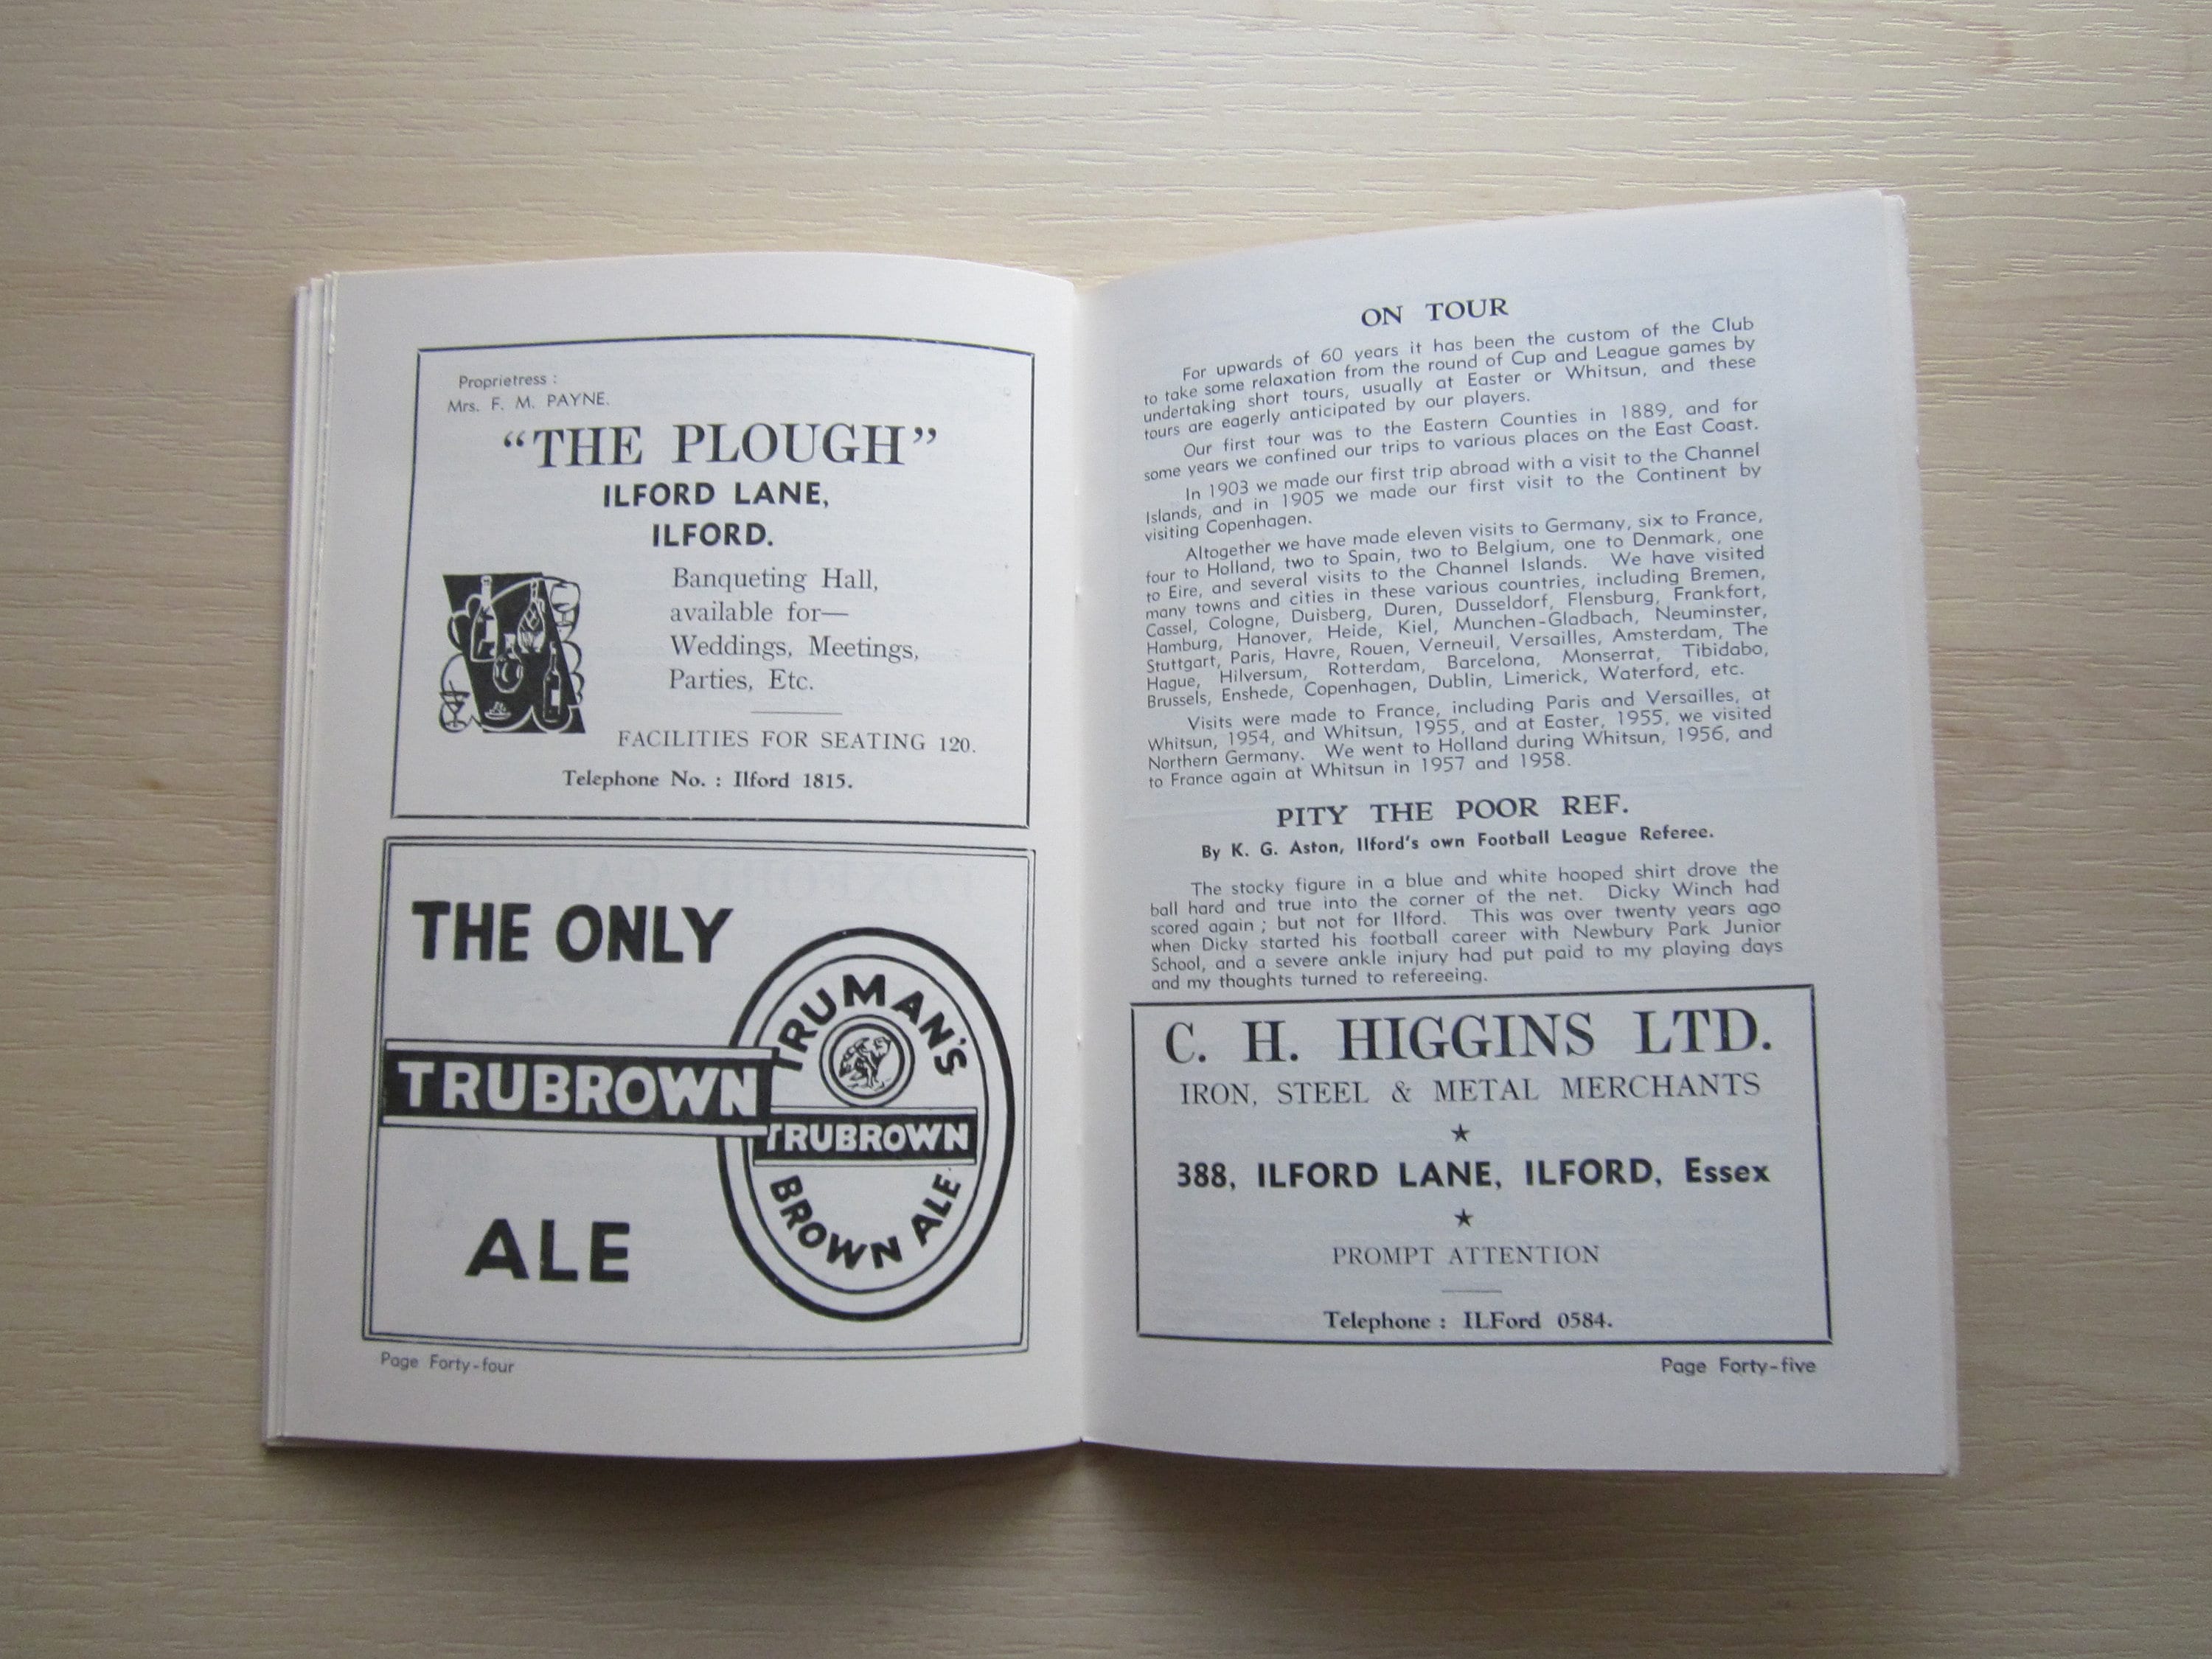 Proprietress :
Mrs. F. M. PAYNE.
“THE PLOUGH”
ILFORD LANE,
ILFORD.
Banqueting Hall,
available for—
Weddings, Meetings,
Parties, Etc.
FACILITIES FOR SEATING 120.
Telephone No. : Ilford 1815.
THE ONLY
TRUBROWN
ALE
TRUMAN'S
TRUBROWN
BROWN ALE
Page Forty-four
ON TOUR
For upwards of 60 years it has been the custom of the Club
to take some relaxation from the round of Cup and League games by
undertaking short tours, usually at Easter or Whitsun, and these
tours are eagerly anticipated by our players.
Our first tour was to the Eastern Counties in 1889, and for
some years we confined our trips to various places on the East Coast.
In 1903 we made our first trip abroad with a visit to the Channel
Islands, and in 1905 we made our first visit to the Continent by
visiting Copenhagen.
Altogether we have made eleven visits to Germany, six to France,
four to Holland, two to Spain, two to Belgium, one to Denmark, one
to Eire, and several visits to the Channel Islands. We have visited
many towns and cities in these various countries, including Bremen,
Cassel, Cologne, Duisberg, Duren, Dusseldorf, Flensburg, Frankfort,
Hamburg, Hanover, Heide, Kiel, Munchen-Gladbach, Neuminster,
Stuttgart, Paris, Havre, Rouen, Verneuil, Versailles, Amsterdam, The
Hague, Hilversum, Rotterdam, Barcelona, Monserrat, Tibidabo,
Brussels, Enshede, Copenhagen, Dublin, Limerick, Waterford, etc.
Visits were made to France, including Paris and Versailles, at
Whitsun, 1954, and Whitsun, 1955, and at Easter, 1955, we visited
Northern Germany. We went to Holland during Whitsun, 1956, and
to France again at Whitsun in 1957 and 1958.
PITY THE POOR REF.
By K. G. Aston, Ilford's own Football League Referee.
The stocky figure in a blue and white hooped shirt drove the
ball hard and true into the corner of the net. Dicky Winch had
scored again ; but not for Ilford. This was over twenty years ago
when Dicky started his football career with Newbury Park Junior
School, and a severe ankle injury had put paid to my playing days
and my thoughts turned to refereeing.
C. H. HIGGINS LTD.
IRON, STEEL & METAL MERCHANTS
★
388, ILFORD LANE, ILFORD, Essex
★
PROMPT ATTENTION
Telephone : ILFord 0584.
Page Forty-five